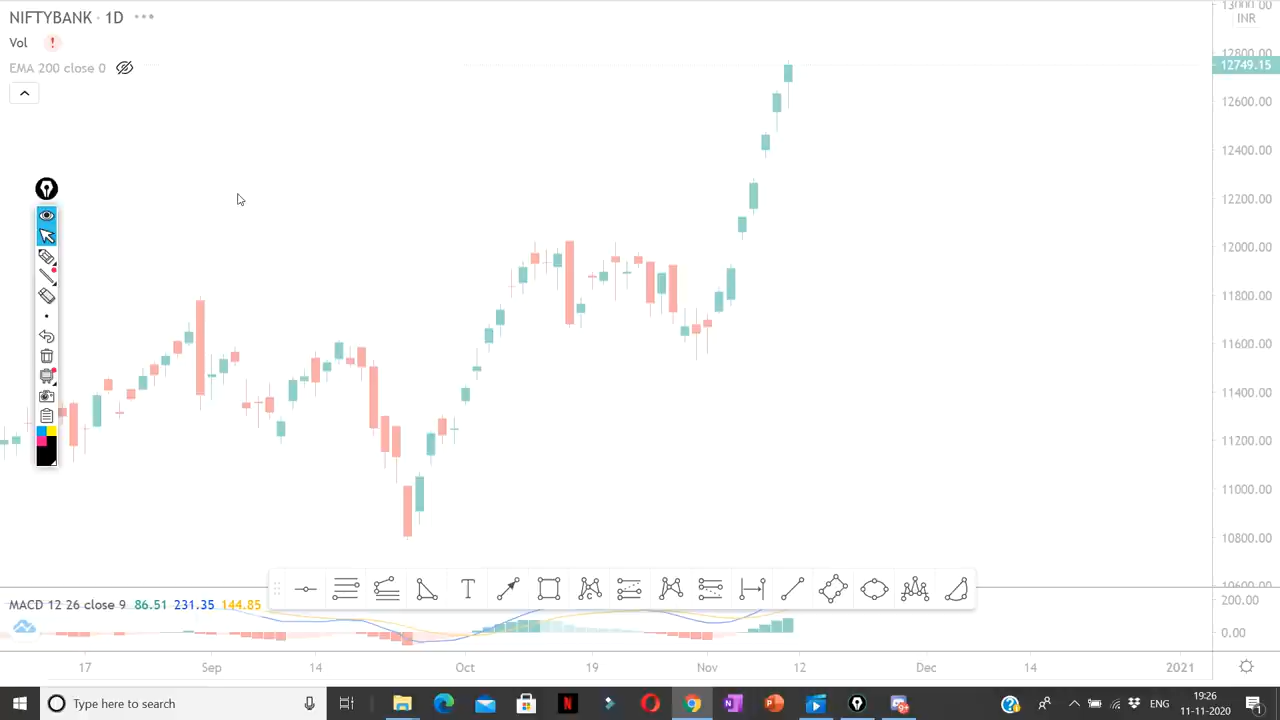 NIFTYBANK · 1D
Vol
EMA 200 close 0
13000.00
INR
12800.00
12749.15
12600.00
12400.00
12200.00
12000.00
11800.00
11600.00
11400.00
11200.00
11000.00
10800.00
10600.00
MACD 12 26 close 9 86.51 231.35 144.85
200.00
0.00
17 Sep 14 Oct 19 Nov 12 Dec 14 2021
Type here to search
ENG
19:26
11-11-2020
1